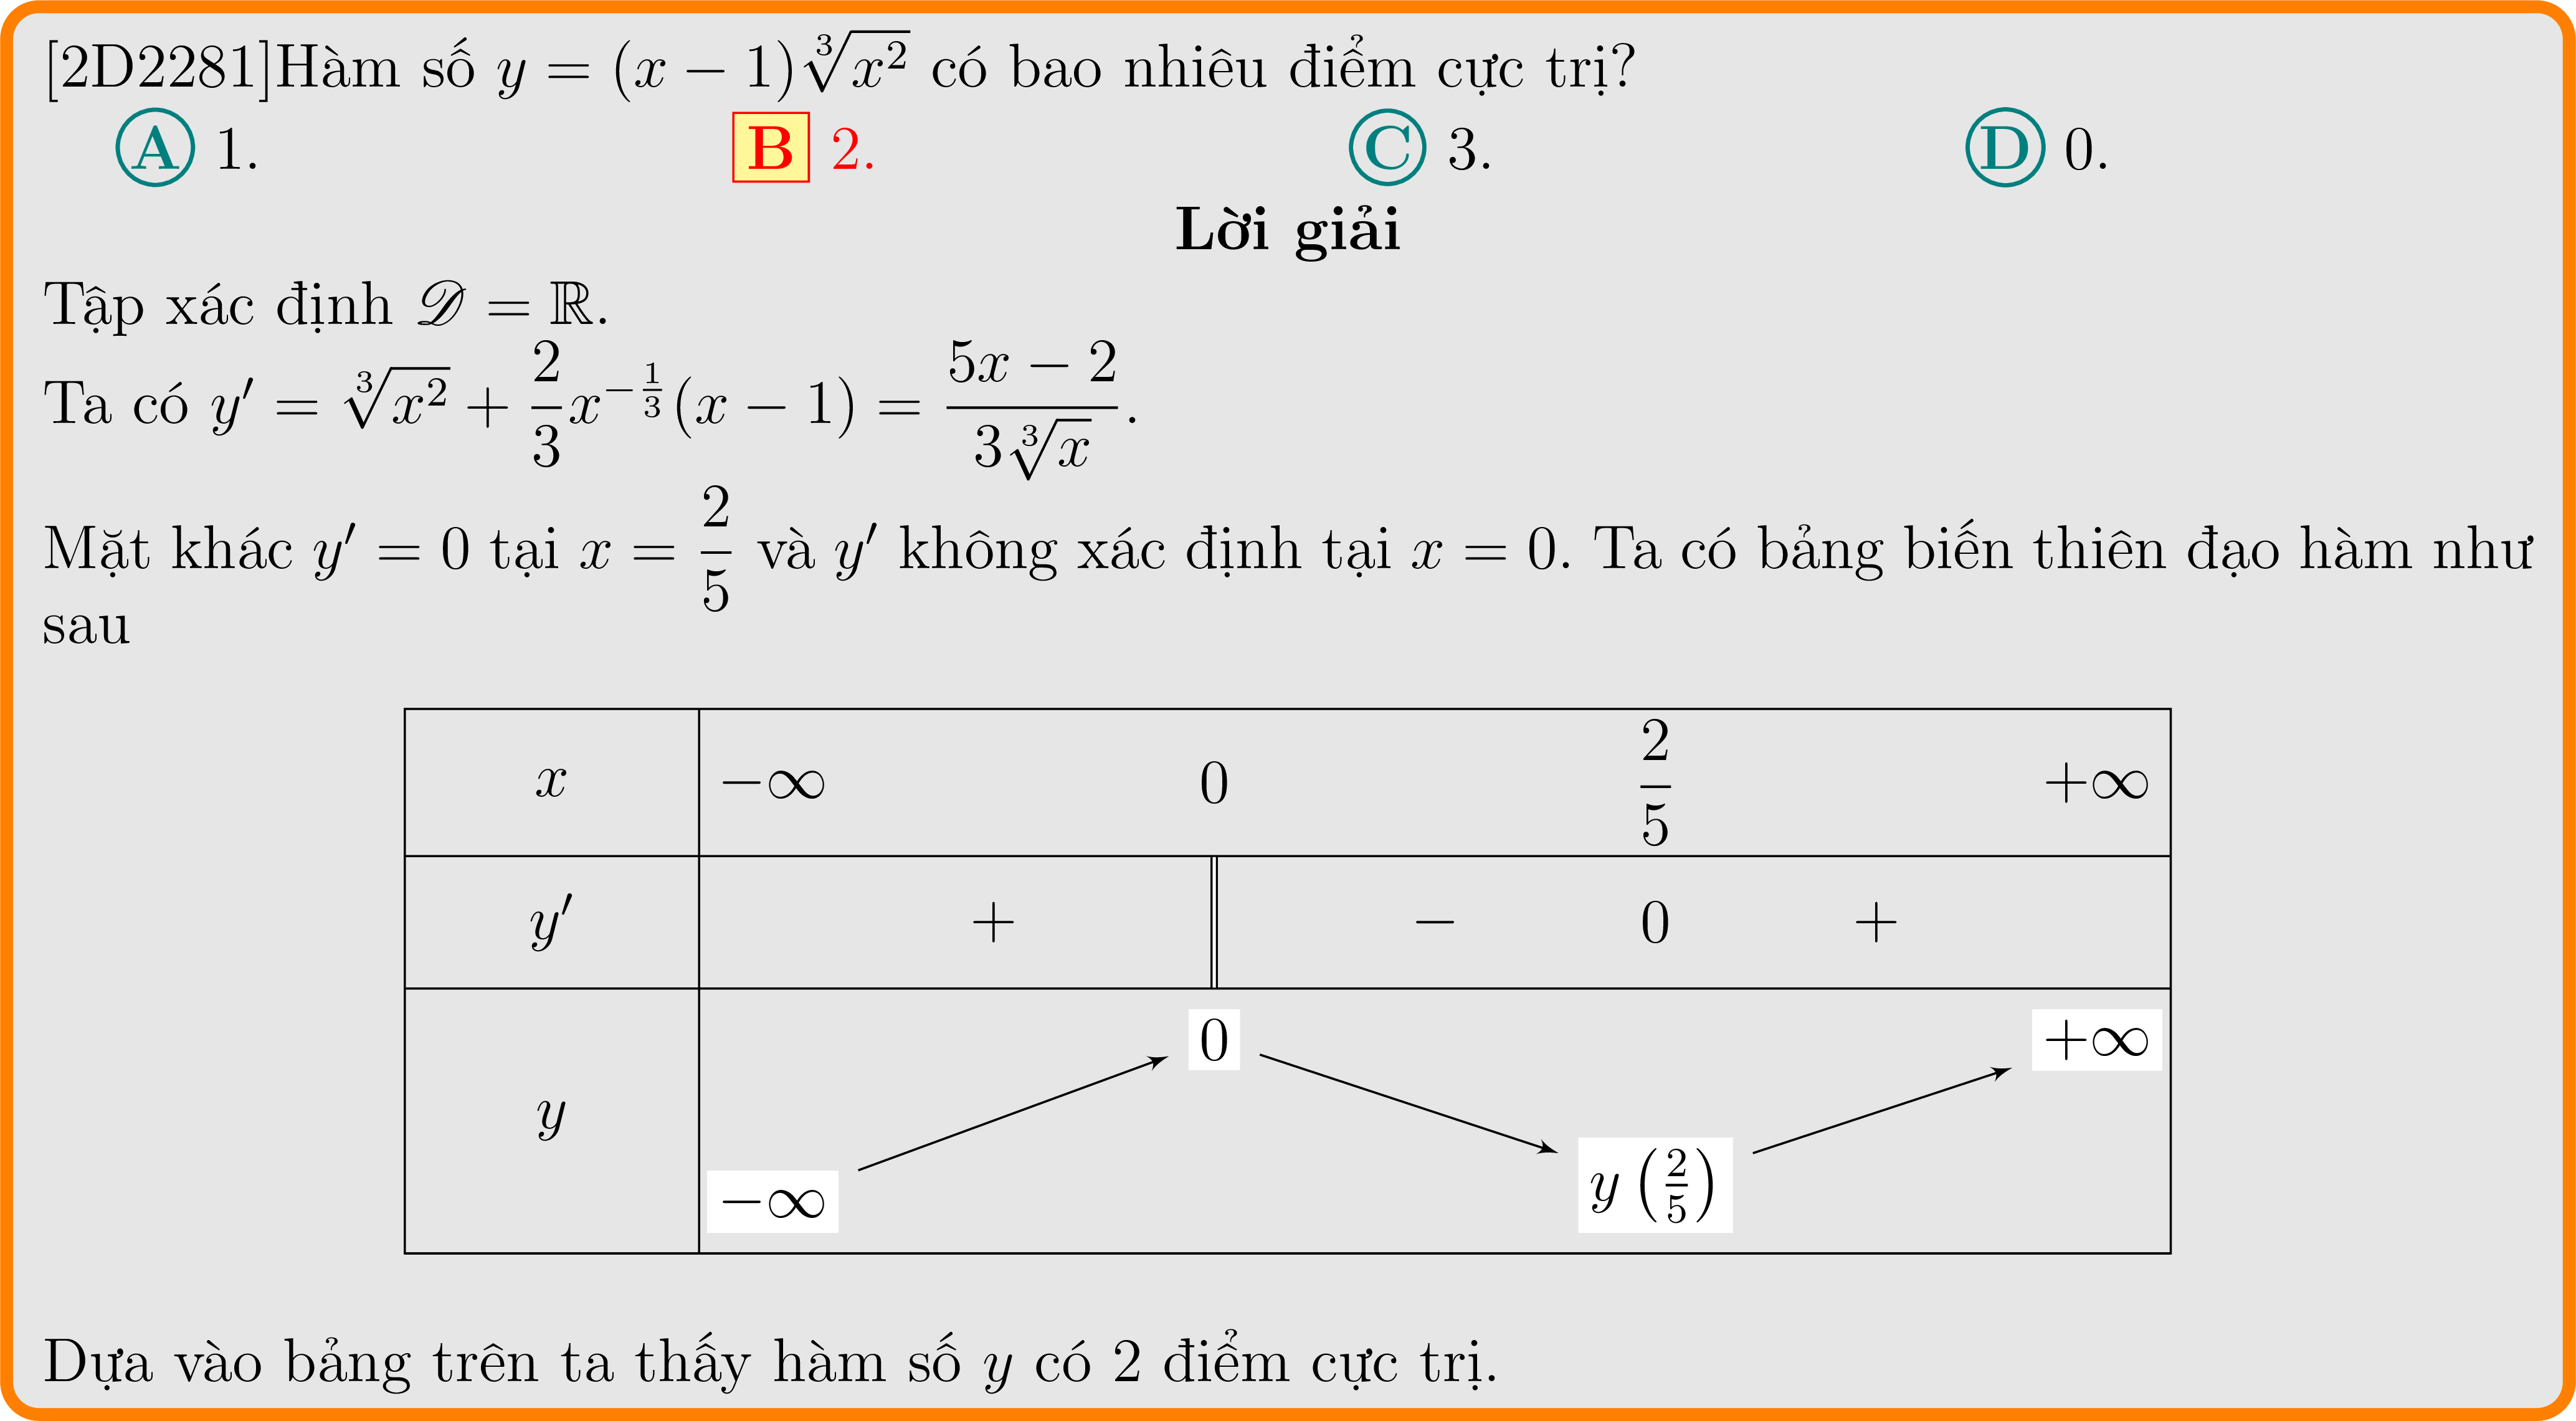 [2D2281]Hàm số $y = (x - 1)\sqrt[3]{x^2}$ có bao nhiêu điểm cực trị?
A 1. B 2. C 3. D 0.
Lời giải
Tập xác định $\mathscr{D} = \mathbb{R}$.
Ta có $y' = \sqrt[3]{x^2} + \dfrac{2}{3}x^{-\frac{1}{3}}(x - 1) = \dfrac{5x - 2}{3\sqrt[3]{x}}$.
Mặt khác $y' = 0$ tại $x = \dfrac{2}{5}$ và $y'$ không xác định tại $x = 0$. Ta có bảng biến thiên đạo hàm như
sau
$x$ $-\infty$ $0$ $\dfrac{2}{5}$ $+\infty$
$y'$ $+$ $-$ $0$ $+$
$y$ $-\infty$ $0$ $y\left(\frac{2}{5}\right)$ $+\infty$
Dựa vào bảng trên ta thấy hàm số $y$ có 2 điểm cực trị.